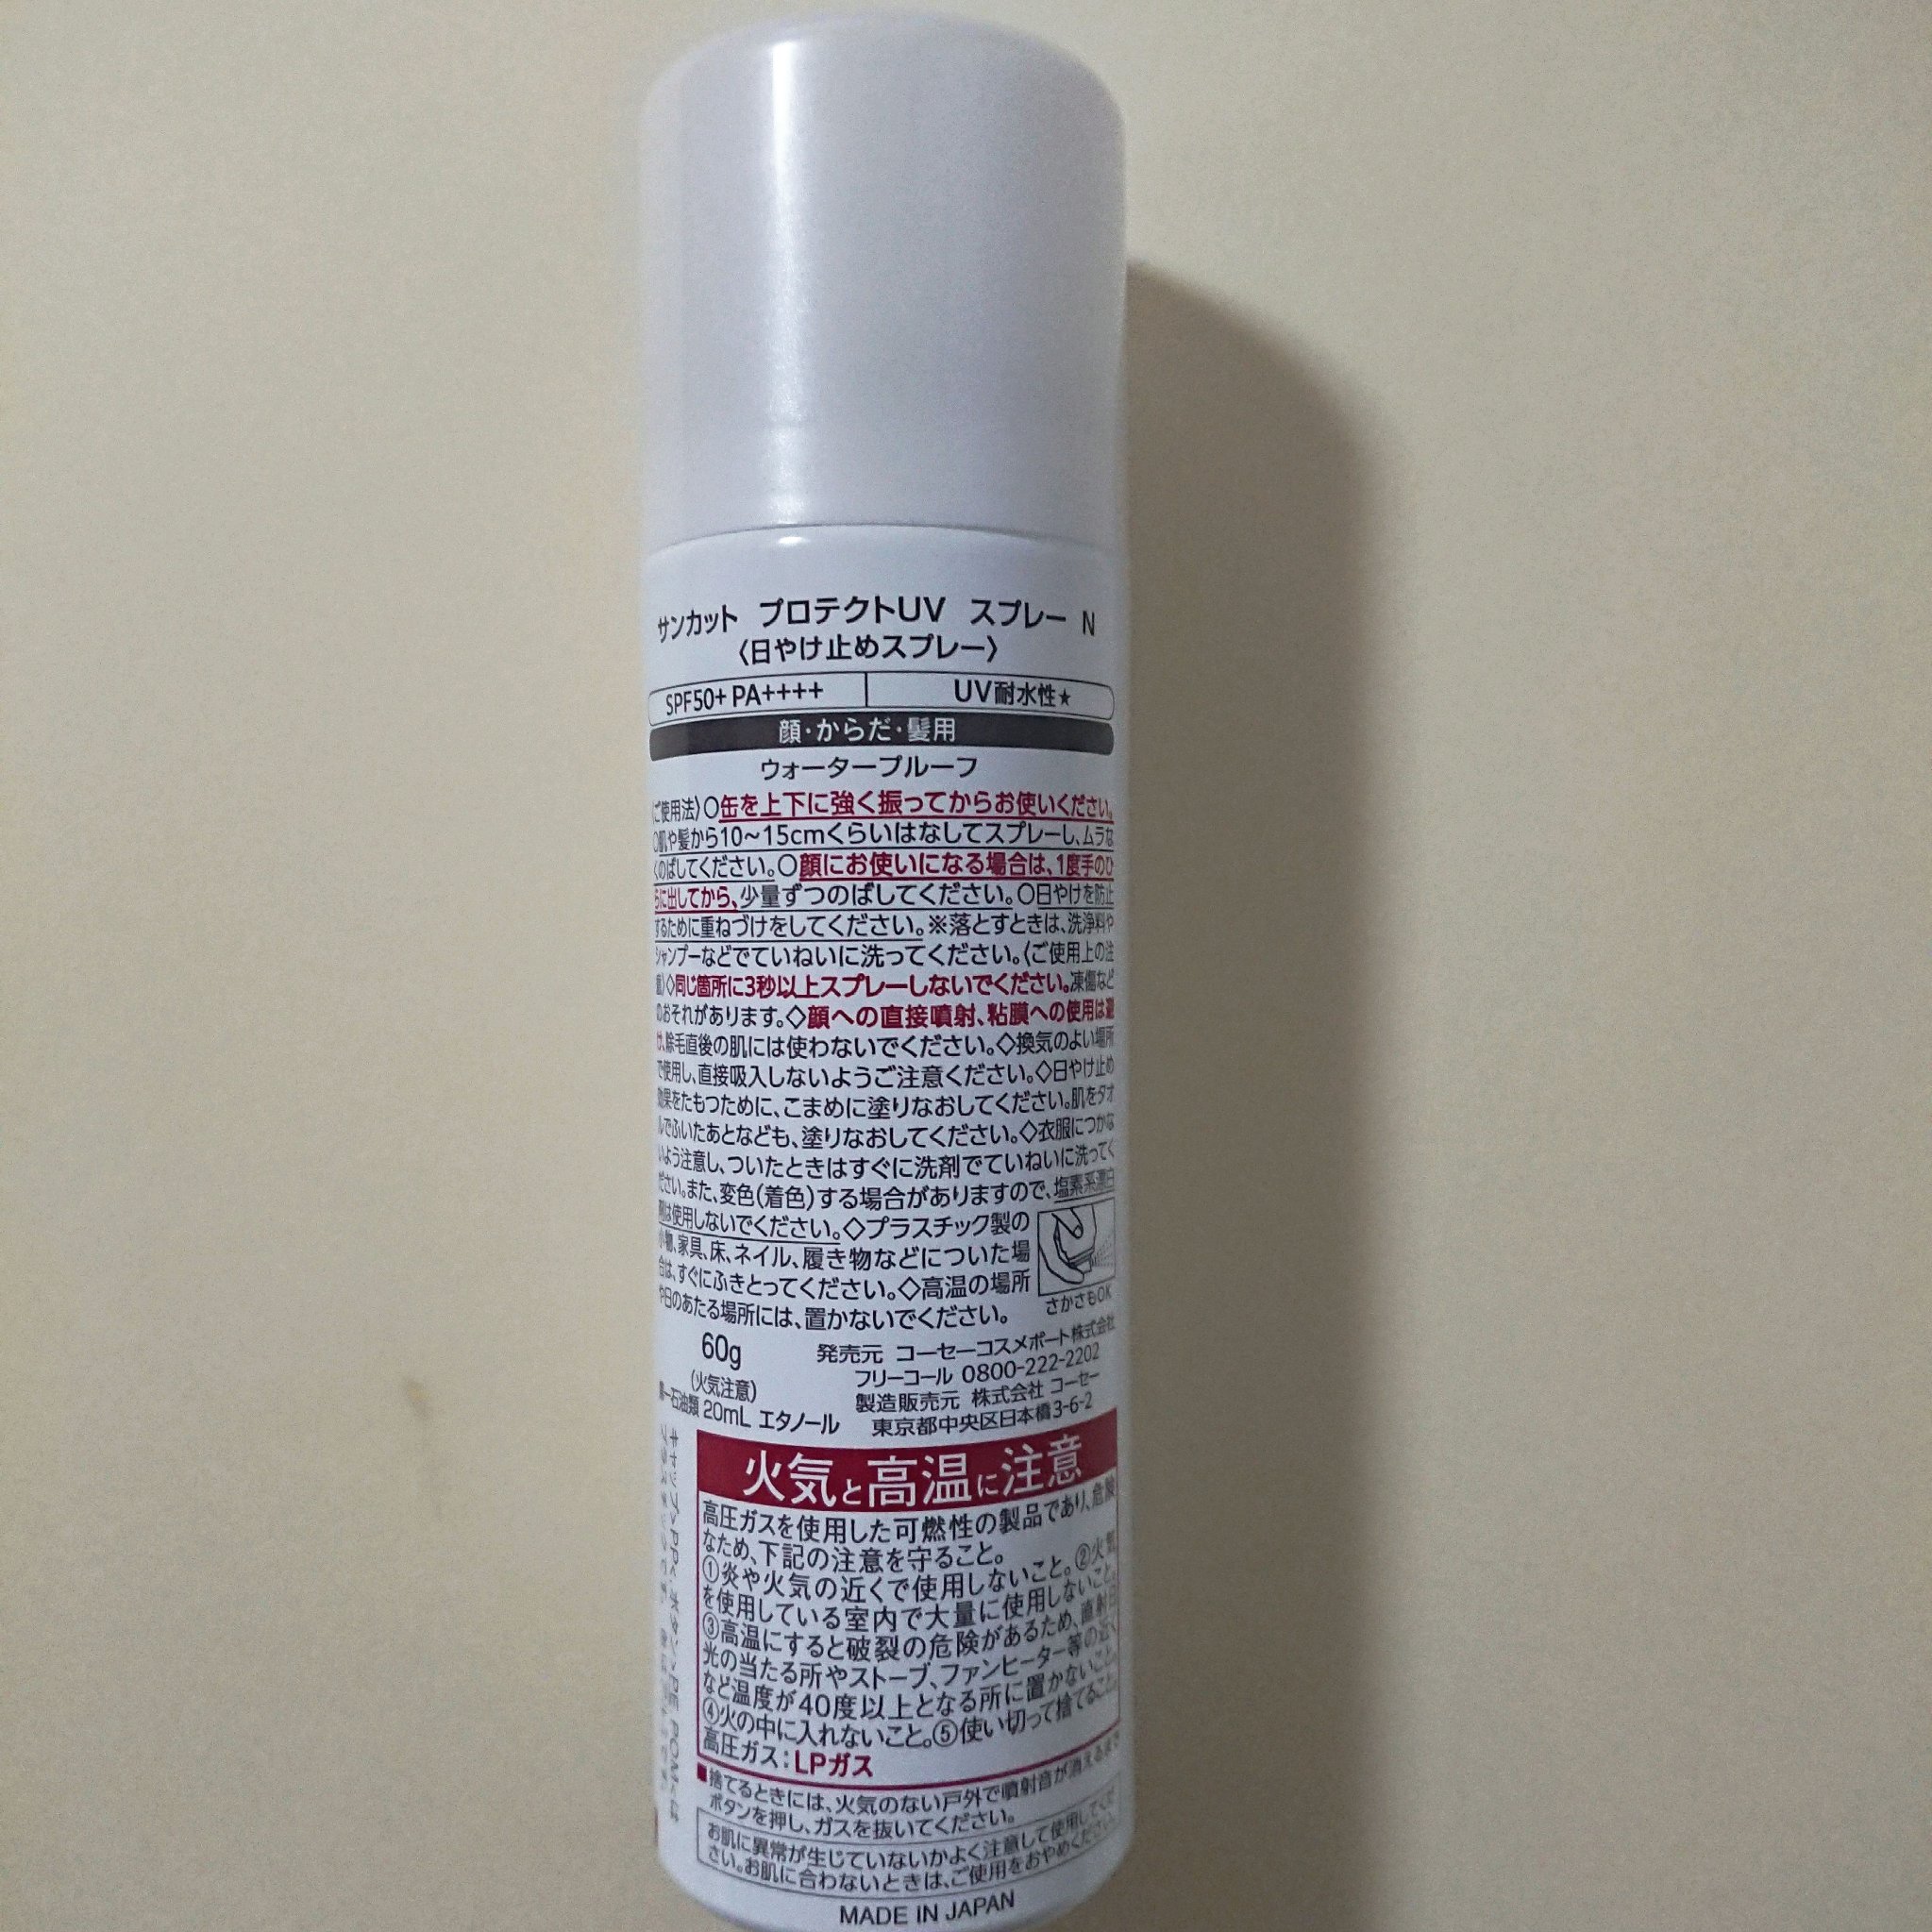 サンカット プロテクトUV スプレー N
〈日やけ止めスプレー〉
SPF50+ PA++++ UV耐水性★
顔・からだ・髪用
ウォータープルーフ
ご使用法〉○缶を上下に強く振ってからお使いください。
○肌や髪から10～15cmくらいはなしてスプレーし、ムラな
くのばしてください。○顔にお使いになる場合は、1度手のひ
らに出してから、少量ずつのばしてください。○日やけを防止
するために重ねづけをしてください。※落とすときは、洗浄料や
シャンプーなどでていねいに洗ってください。〈ご使用上の注
意〉◇同じ箇所に3秒以上スプレーしないでください。凍傷など
のおそれがあります。◇顔への直接噴射、粘膜への使用は避
け、除毛直後の肌には使わないでください。◇換気のよい場所
で使用し、直接吸入しないようご注意ください。◇日やけ止め
効果をたもつために、こまめに塗りなおしてください。肌をタオ
ルでふいたあとなども、塗りなおしてください。◇衣服につかな
いよう注意し、ついたときはすぐに洗剤でていねいに洗ってく
ださい。また、変色(着色)する場合がありますので、塩素系漂白
剤は使用しないでください。◇プラスチック製の
小物、家具、床、ネイル、履き物などについた場
合は、すぐにふきとってください。◇高温の場所
や日のあたる場所には、置かないでください。
さかさもOK
60g
(火気注意)
第一石油類 20mL エタノール
発売元 コーセーコスメポート株式会社
フリーコール 0800-222-2202
製造販売元 株式会社 コーセー
東京都中央区日本橋3-6-2
火気と高温に注意
高圧ガスを使用した可燃性の製品であり、危険
なため、下記の注意を守ること。
①炎や火気の近くで使用しないこと。②火気
を使用している室内で大量に使用しないこと。
③高温にすると破裂の危険があるため、直射日
光の当たる所やストーブ、ファンヒーター等の近く
など温度が40度以上となる所に置かないこと。
④火の中に入れないこと。⑤使い切って捨てること。
高圧ガス：LPガス
■捨てるときには、火気のない戸外で噴射音が消えるまで
ボタンを押し、ガスを抜いてください。
お肌に異常が生じていないかよく注意して使用してくだ
さい。お肌に合わないときは、ご使用をおやめください。
MADE IN JAPAN